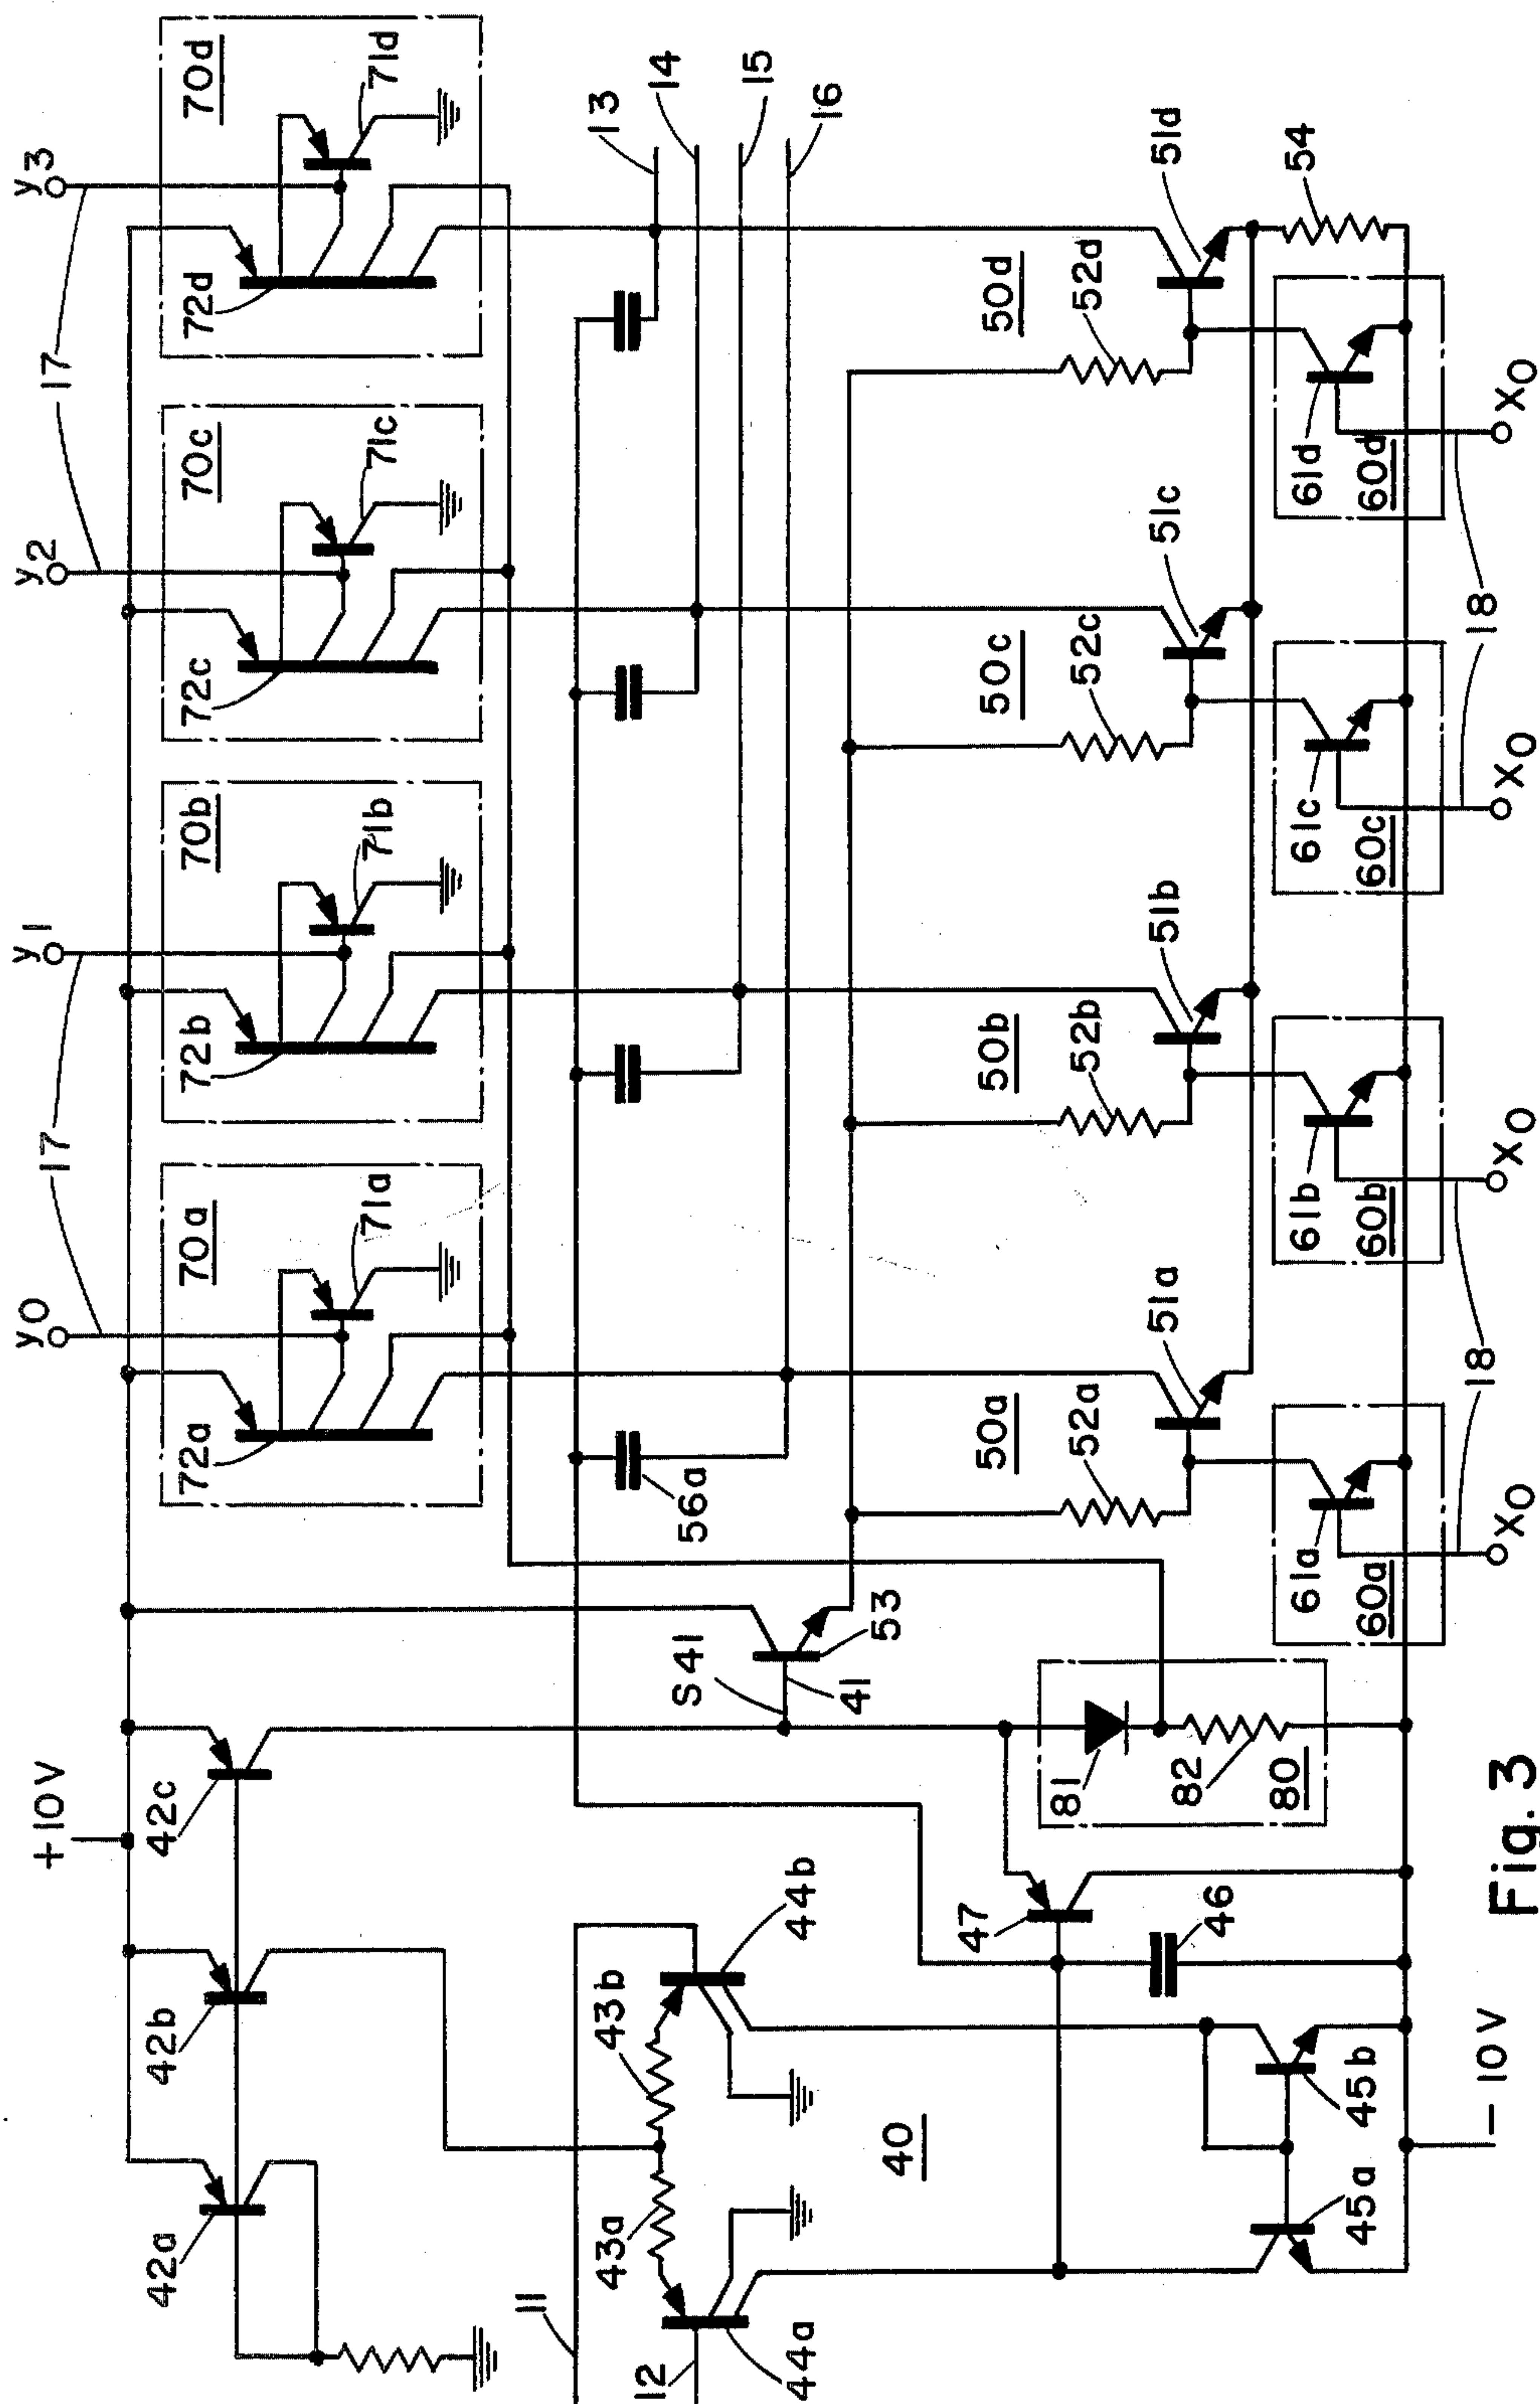 +10V
y0
y1
y2
y3
17
17
42a
42b
42c
72a
70a
71a
72b
70b
71b
72c
70c
71c
72d
70d
71d
11
12
43a
43b
44a
44b
40
S41
41
53
56a
13
14
15
16
50a
52a
51a
50b
52b
51b
50c
52c
51c
50d
52d
51d
54
47
46
81
82
80
45a
45b
61a
60a
61b
60b
61c
60c
61d
60d
18
18
X0
X0
X0
X0
-10V
Fig. 3